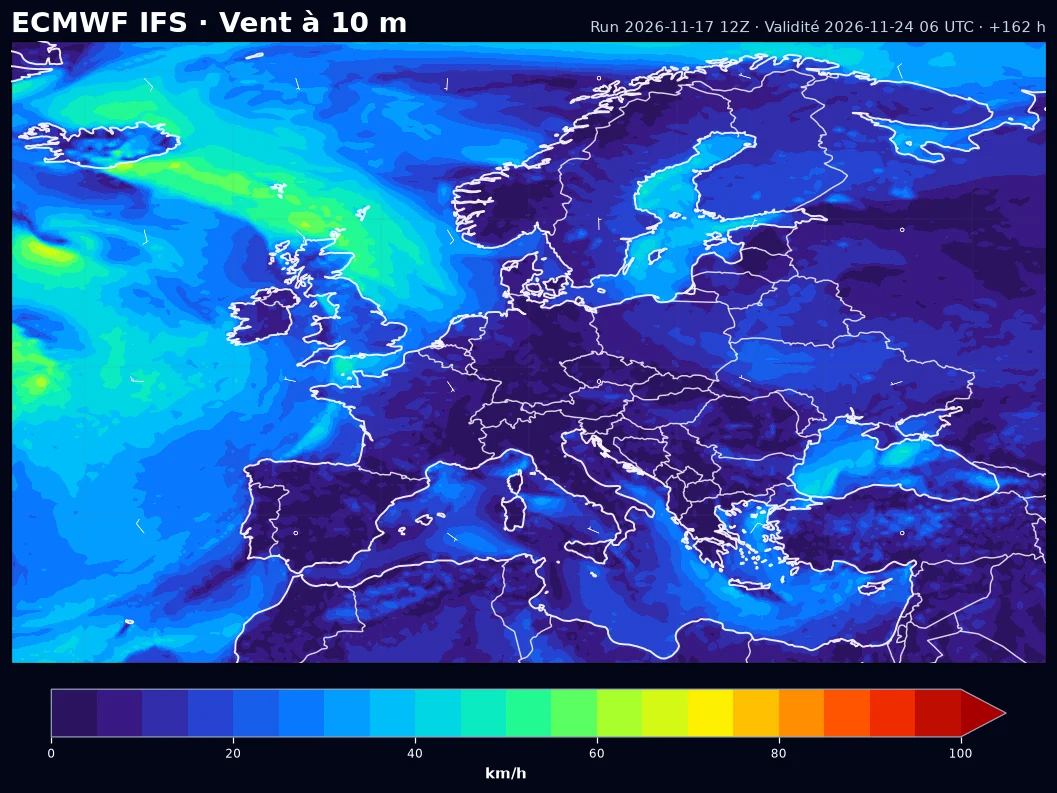 ECMWF IFS · Vent à 10 m
Run 2026-11-17 12Z · Validité 2026-11-24 06 UTC · +162 h
0 20 40 60 80 100
km/h